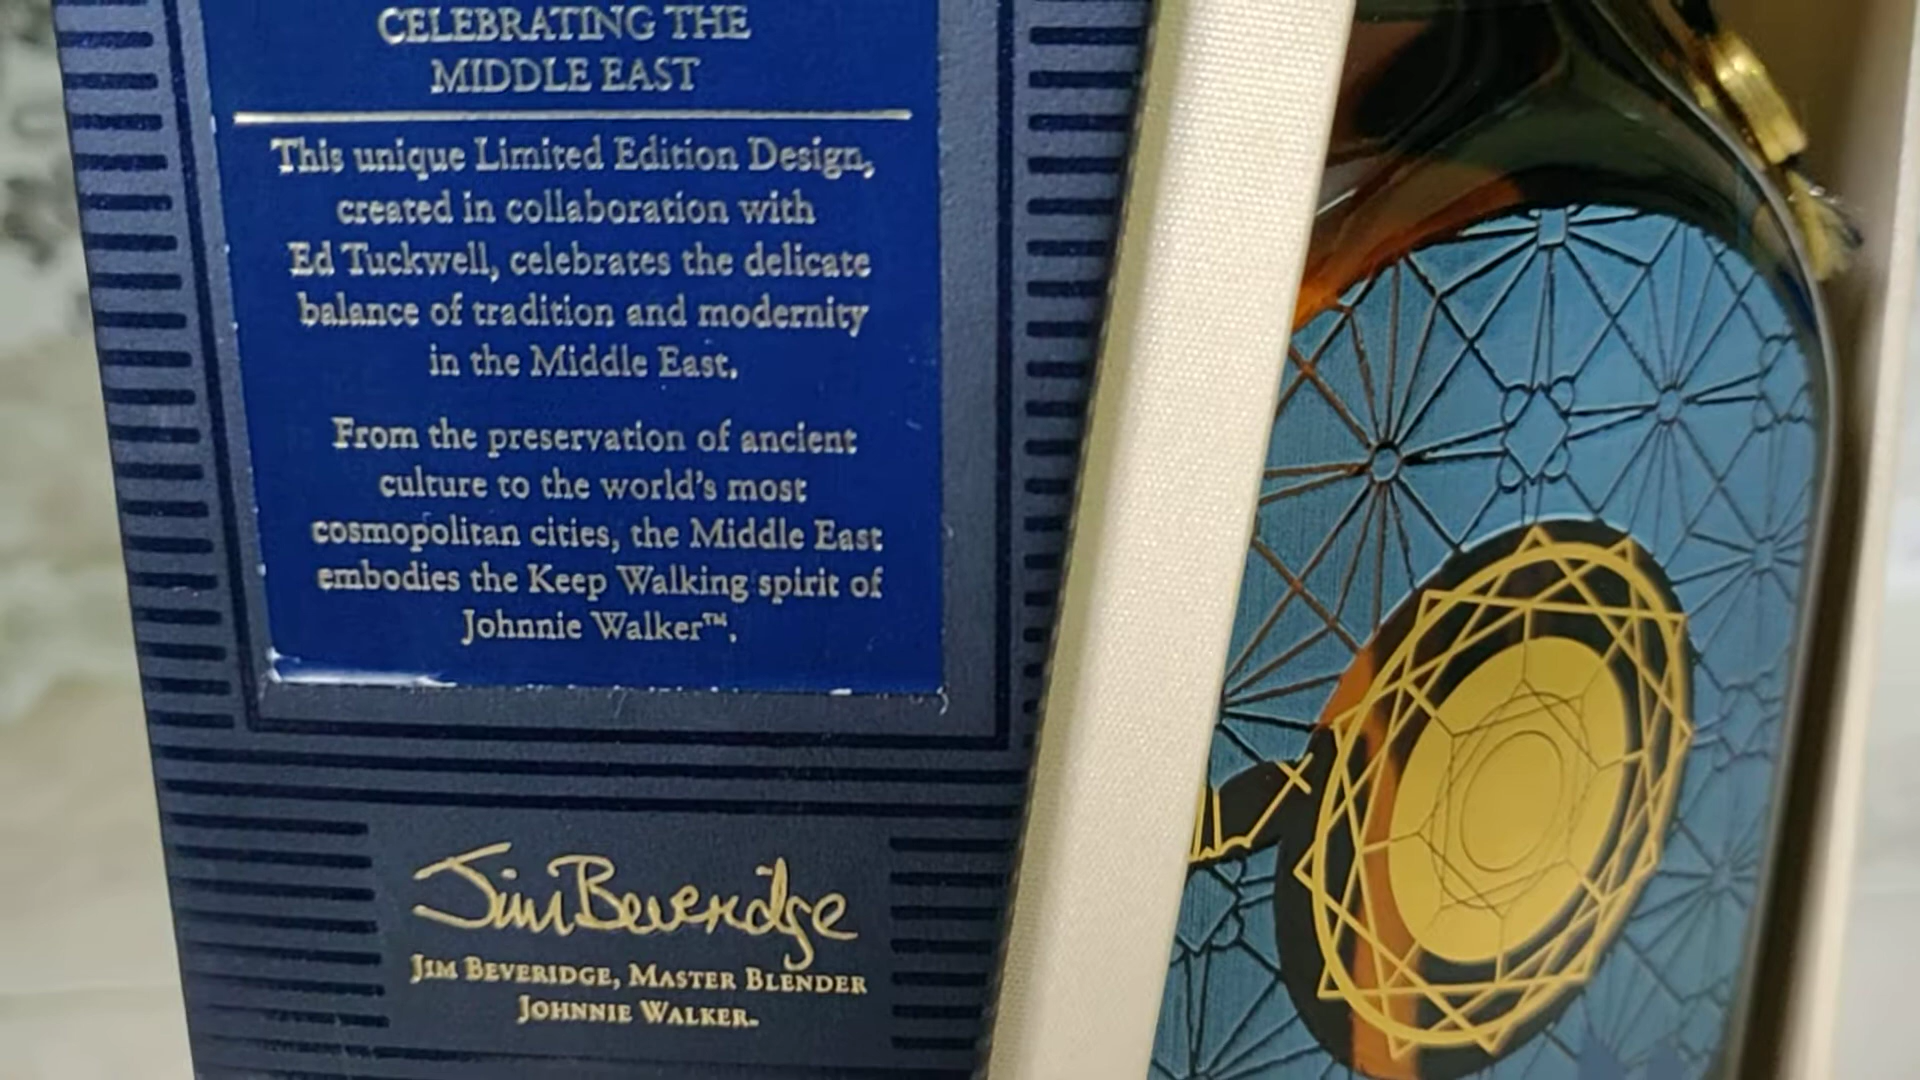 CELEBRATING THE
MIDDLE EAST
This unique Limited Edition Design,
created in collaboration with
Ed Tuckwell, celebrates the delicate
balance of tradition and modernity
in the Middle East.
From the preservation of ancient
culture to the world's most
cosmopolitan cities, the Middle East
embodies the Keep Walking spirit of
Johnnie Walker™.
Jim Beveridge
JIM BEVERIDGE, MASTER BLENDER
JOHNNIE WALKER.